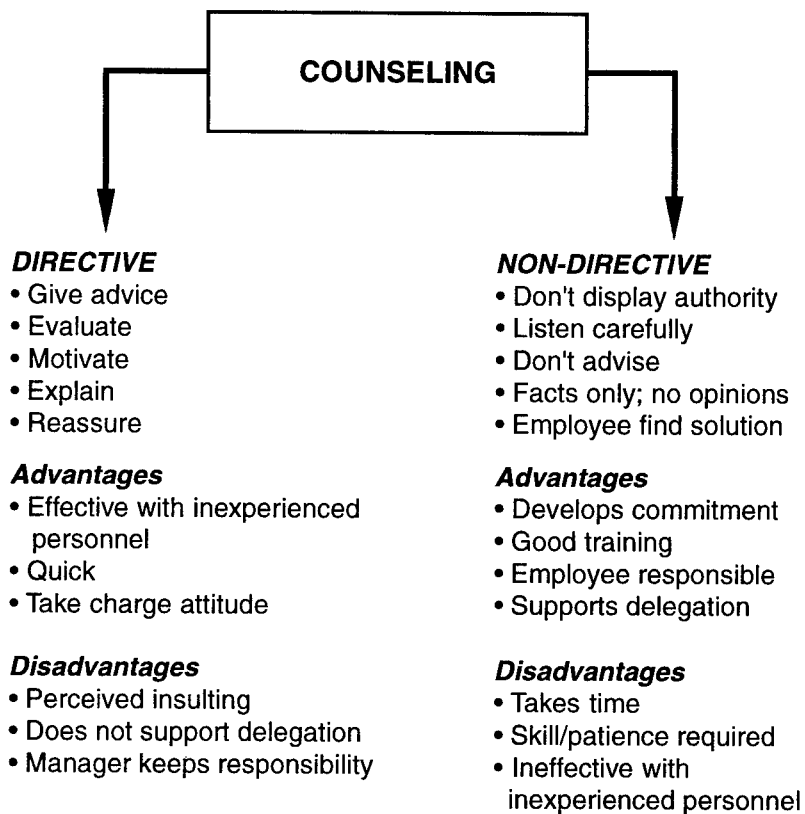 COUNSELING
DIRECTIVE
• Give advice
• Evaluate
• Motivate
• Explain
• Reassure
Advantages
• Effective with inexperienced
personnel
• Quick
• Take charge attitude
Disadvantages
• Perceived insulting
• Does not support delegation
• Manager keeps responsibility
NON-DIRECTIVE
• Don't display authority
• Listen carefully
• Don't advise
• Facts only; no opinions
• Employee find solution
Advantages
• Develops commitment
• Good training
• Employee responsible
• Supports delegation
Disadvantages
• Takes time
• Skill/patience required
• Ineffective with
inexperienced personnel